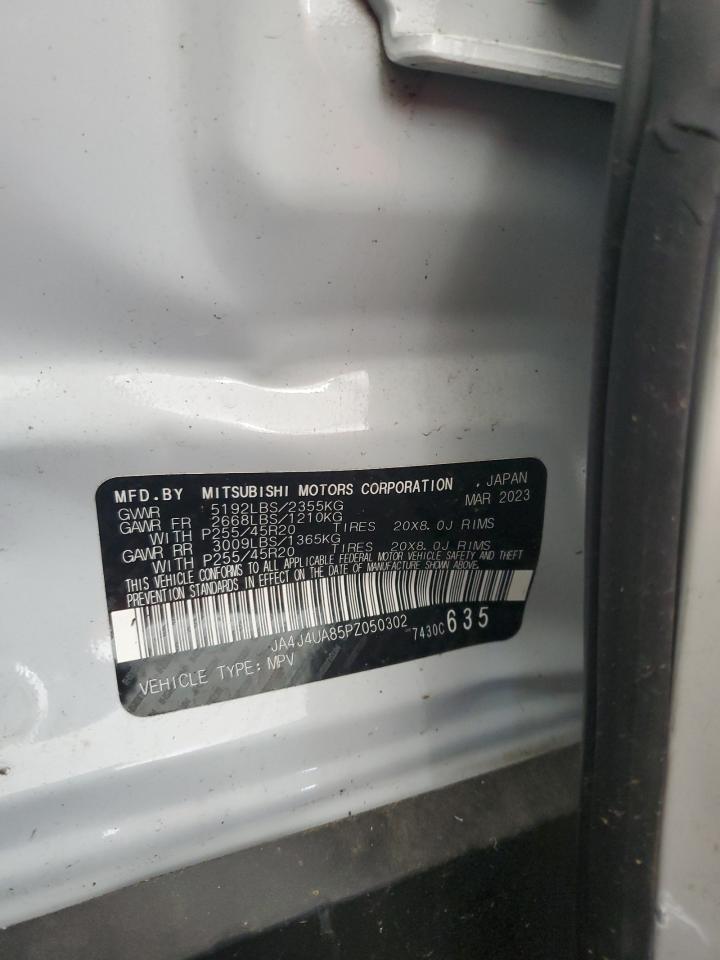 MFD.BY MITSUBISHI MOTORS CORPORATION , JAPAN
GVWR 5192LBS/2355KG MAR 2023
GAWR FR 2668LBS/1210KG
WITH P255/45R20 TIRES 20X8.0J RIMS
GAWR RR 3009LBS/1365KG
WITH P255/45R20 TIRES 20X8.0J RIMS
THIS VEHICLE CONFORMS TO ALL APPLICABLE FEDERAL MOTOR VEHICLE SAFETY AND THEFT
PREVENTION STANDARDS IN EFFECT ON THE DATE OF MANUFACTURE SHOWN ABOVE.
JA4J4UA85PZ050302 7430C635
VEHICLE TYPE: MPV